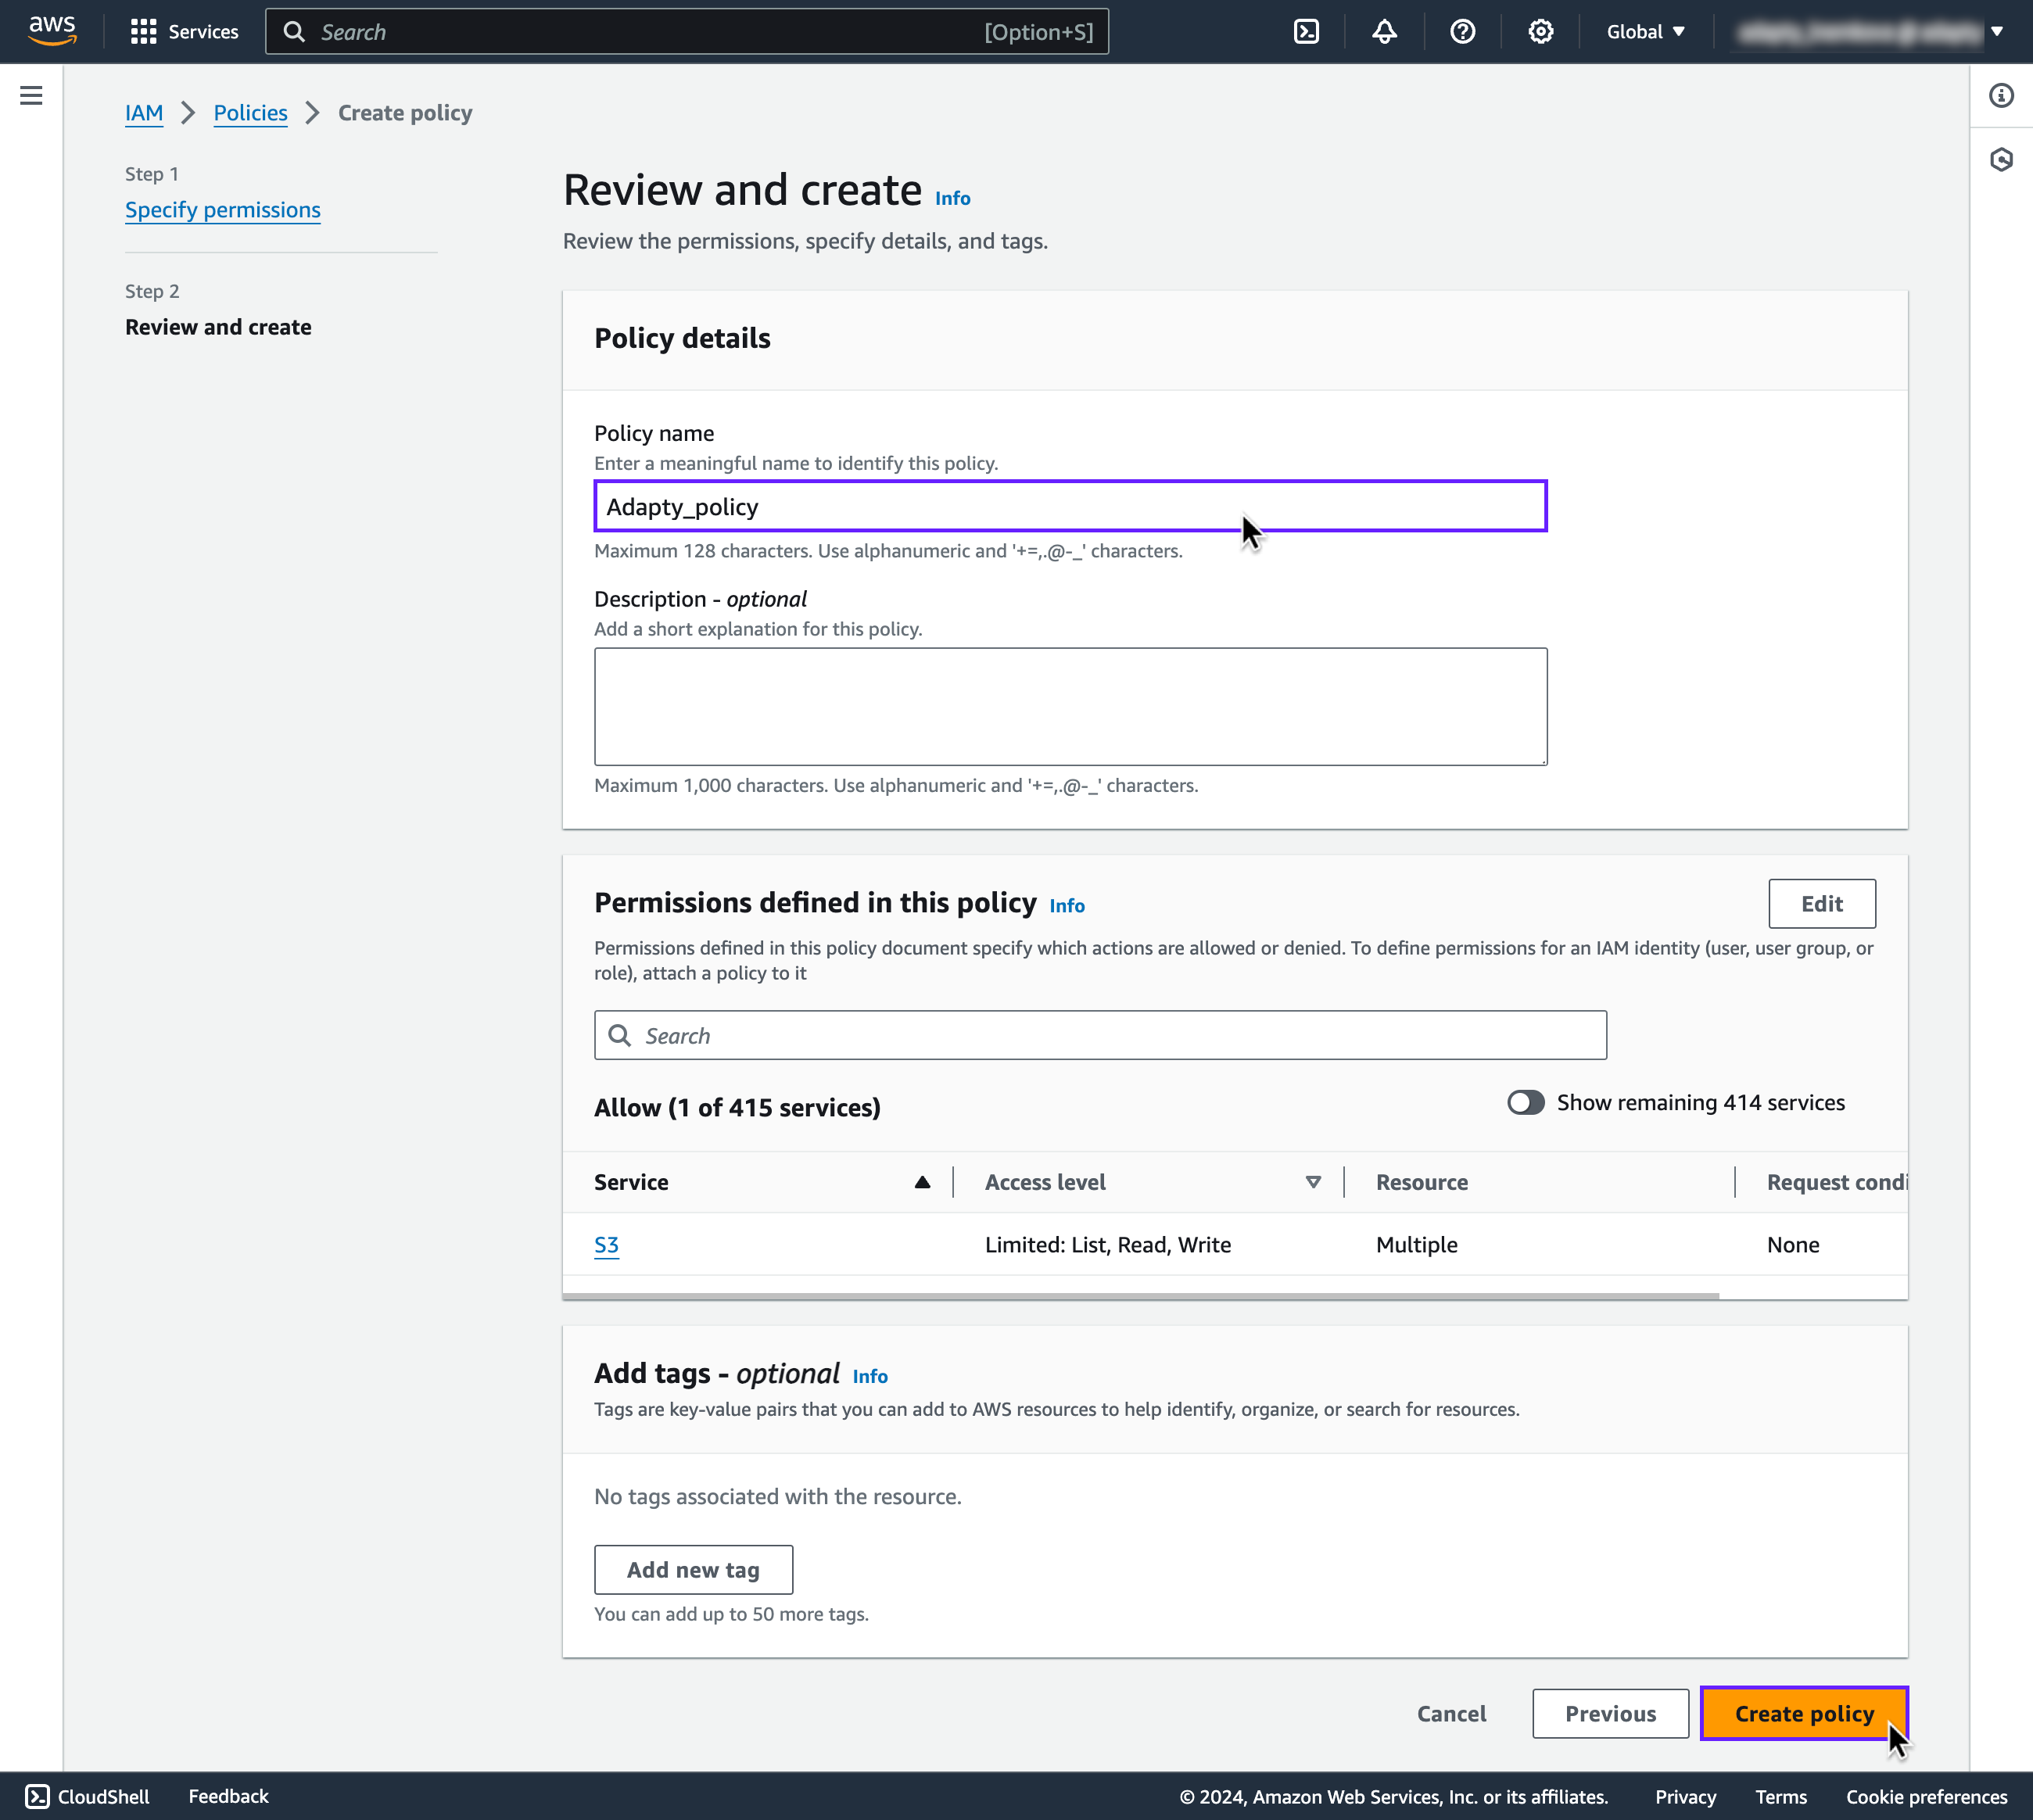 aws
Services
Search
[Option+S]
Global
IAM
Policies
Create policy
Step 1
Specify permissions
Step 2
Review and create
Review and create Info
Review the permissions, specify details, and tags.
Policy details
Policy name
Enter a meaningful name to identify this policy.
Adapty_policy
Maximum 128 characters. Use alphanumeric and '+=,.@-_' characters.
Description - optional
Add a short explanation for this policy.
Maximum 1,000 characters. Use alphanumeric and '+=,.@-_' characters.
Permissions defined in this policy Info
Edit
Permissions defined in this policy document specify which actions are allowed or denied. To define permissions for an IAM identity (user, user group, or
role), attach a policy to it
Search
Allow (1 of 415 services)
Show remaining 414 services
Service
Access level
Resource
Request condi
S3
Limited: List, Read, Write
Multiple
None
Add tags - optional Info
Tags are key-value pairs that you can add to AWS resources to help identify, organize, or search for resources.
No tags associated with the resource.
Add new tag
You can add up to 50 more tags.
Cancel
Previous
Create policy
CloudShell
Feedback
© 2024, Amazon Web Services, Inc. or its affiliates.
Privacy
Terms
Cookie preferences